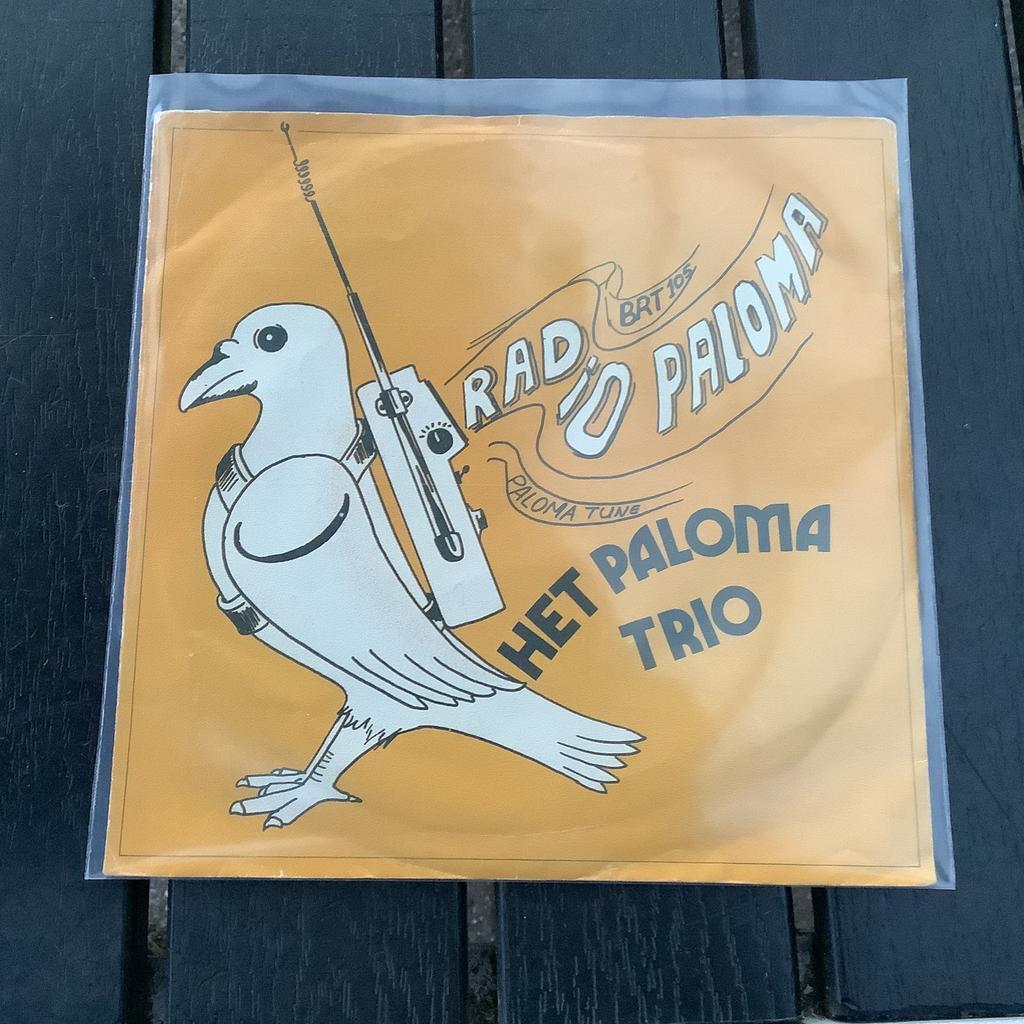 BRT 105
RADIO PALOMA
PALOMA TUNE
HET PALOMA
TRIO